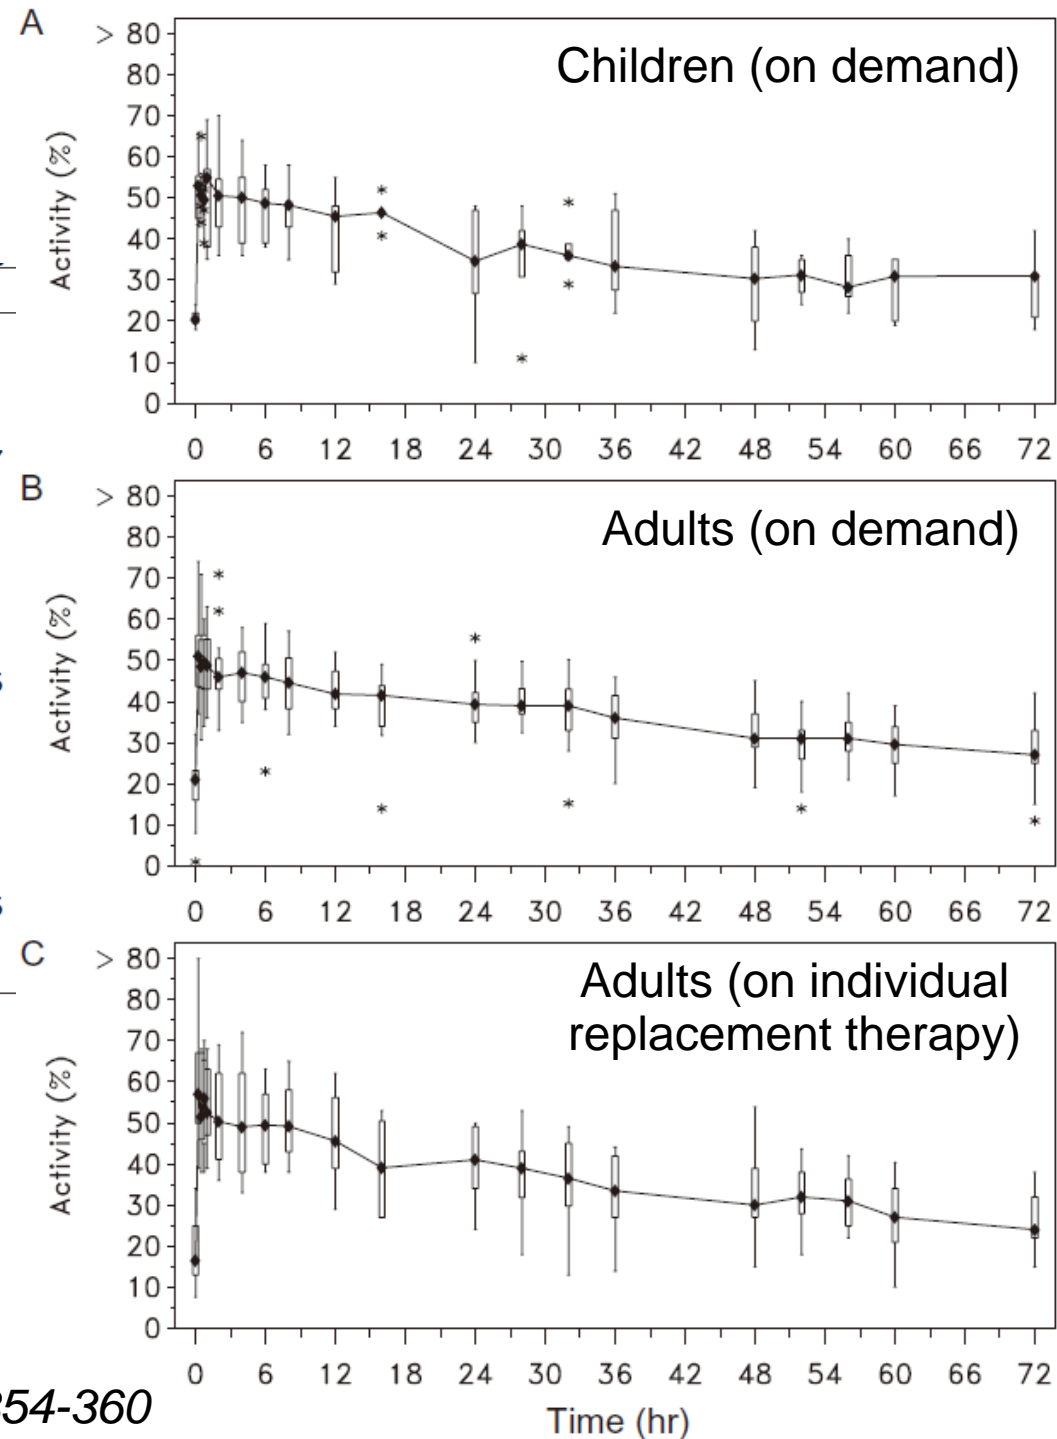 A
Children (on demand)
Activity (%)
> 80
80
70
60
50
40
30
20
10
0
0 6 12 18 24 30 36 42 48 54 60 66 72
B
Adults (on demand)
Activity (%)
> 80
80
70
60
50
40
30
20
10
0
0 6 12 18 24 30 36 42 48 54 60 66 72
C
Adults (on individual
replacement therapy)
Activity (%)
> 80
80
70
60
50
40
30
20
10
0
0 6 12 18 24 30 36 42 48 54 60 66 72
Time (hr)
54-360